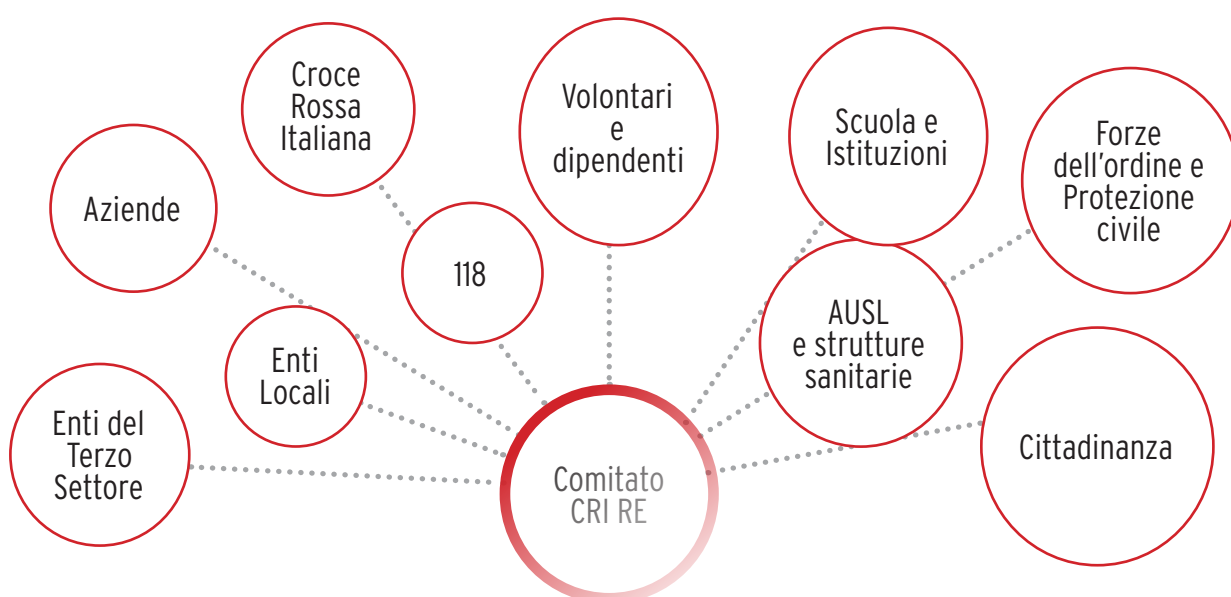 Croce
Rossa
Italiana
Volontari
e
dipendenti
Scuola e
Istituzioni
Forze
dell'ordine e
Protezione
civile
Aziende
118
AUSL
e strutture
sanitarie
Enti
Locali
Enti del
Terzo
Settore
Cittadinanza
Comitato
CRI RE